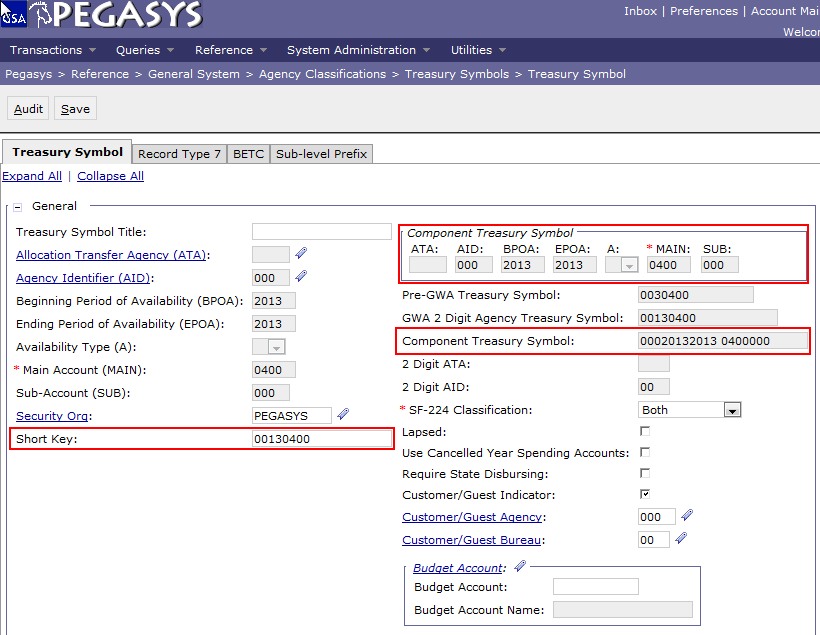 GSA PEGASYS
Inbox | Preferences | Account Mai
Welcor
Transactions Queries Reference System Administration Utilities
Pegasys > Reference > General System > Agency Classifications > Treasury Symbols > Treasury Symbol
Audit Save
Treasury Symbol Record Type 7 BETC Sub-level Prefix
Expand All | Collapse All
General
Treasury Symbol Title:
Allocation Transfer Agency (ATA):
Agency Identifier (AID): 000
Beginning Period of Availability (BPOA): 2013
Ending Period of Availability (EPOA): 2013
Availability Type (A):
* Main Account (MAIN): 0400
Sub-Account (SUB): 000
Security Org: PEGASYS
Short Key: 00130400
Component Treasury Symbol
ATA: AID: BPOA: EPOA: A: * MAIN: SUB:
000 2013 2013 0400 000
Pre-GWA Treasury Symbol: 0030400
GWA 2 Digit Agency Treasury Symbol: 00130400
Component Treasury Symbol: 00020132013 0400000
2 Digit ATA:
2 Digit AID: 00
* SF-224 Classification: Both
Lapsed:
Use Cancelled Year Spending Accounts:
Require State Disbursing:
Customer/Guest Indicator:
Customer/Guest Agency: 000
Customer/Guest Bureau: 00
Budget Account:
Budget Account:
Budget Account Name: